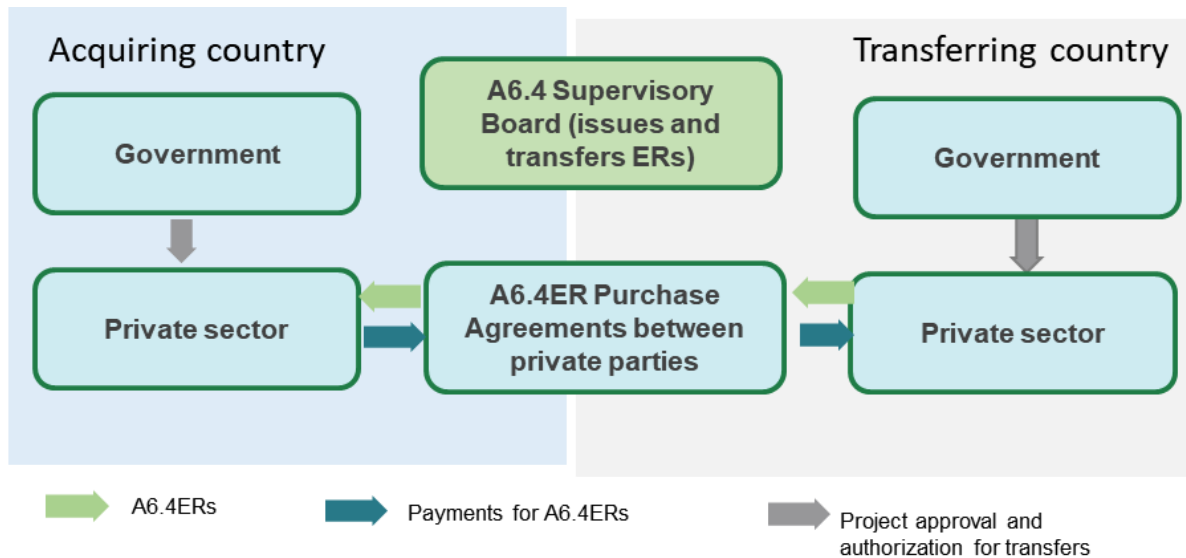 Acquiring country
Transferring country
A6.4 Supervisory
Board (issues and
transfers ERs)
Government
Government
Private sector
A6.4ER Purchase
Agreements between
private parties
Private sector
A6.4ERs
Payments for A6.4ERs
Project approval and
authorization for transfers